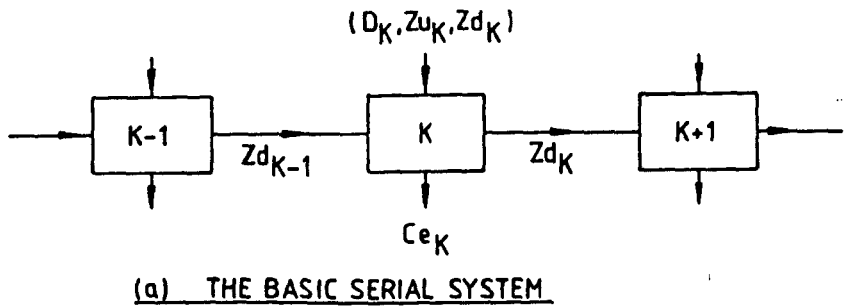 (D_K, Zu_K, Zd_K)
K-1
K
K+1
Zd_{K-1}
Zd_K
Ce_K
(a) THE BASIC SERIAL SYSTEM